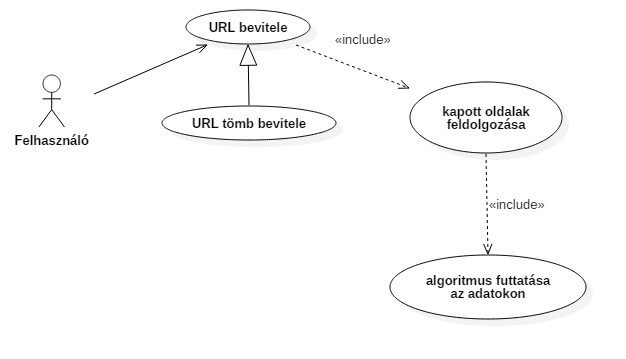 URL bevitele
«include»
Felhasználó
URL tömb bevitele
kapott oldalak
feldolgozása
«include»
algoritmus futtatása
az adatokon